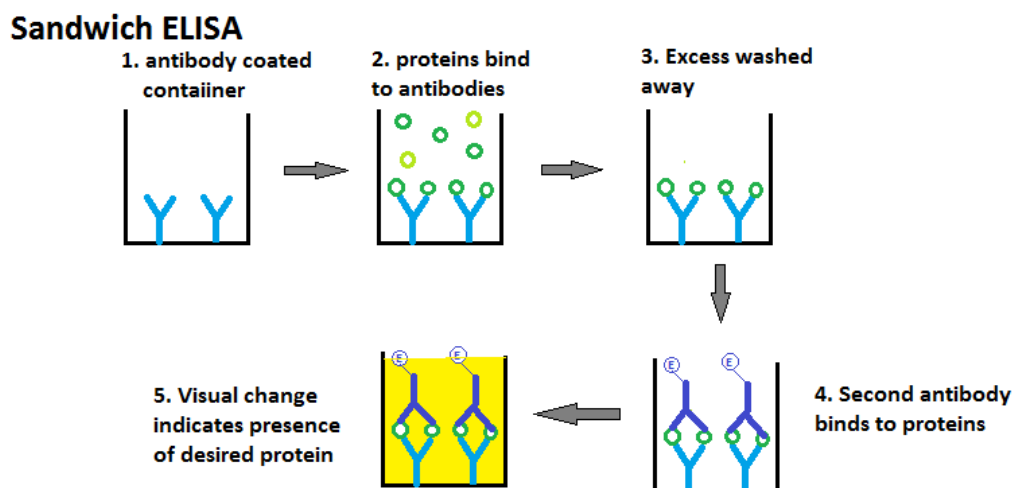 Sandwich ELISA
1. antibody coated
contaiiner
2. proteins bind
to antibodies
3. Excess washed
away
E
E
E
E
5. Visual change
indicates presence
of desired protein
4. Second antibody
binds to proteins